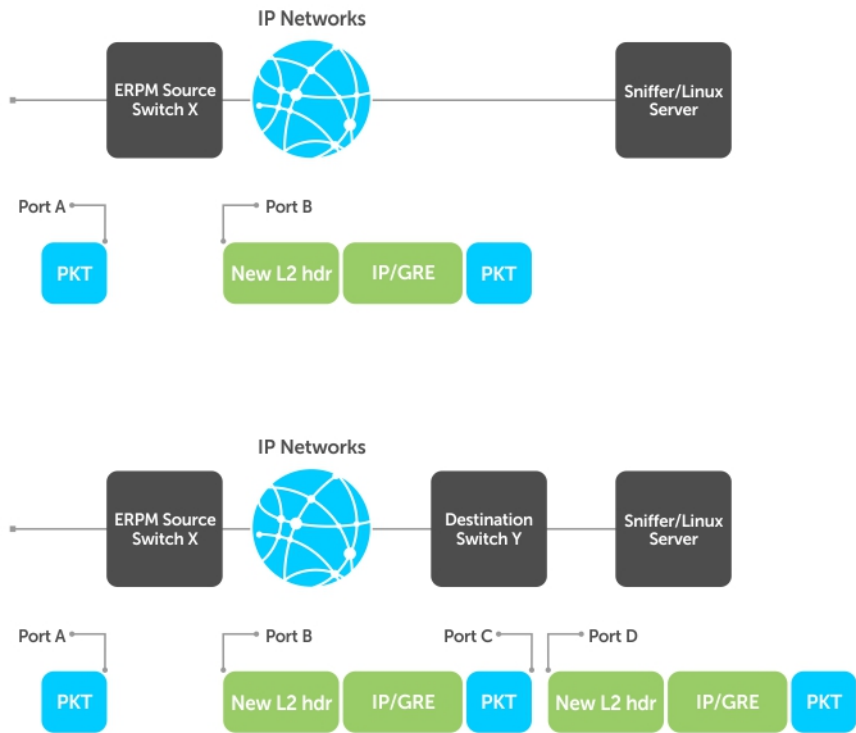 IP Networks
ERPM Source
Switch X
Sniffer/Linux
Server
Port A
Port B
PKT
New L2 hdr
IP/GRE
PKT
IP Networks
ERPM Source
Switch X
Destination
Switch Y
Sniffer/Linux
Server
Port A
Port B
Port C
Port D
PKT
New L2 hdr
IP/GRE
PKT
New L2 hdr
IP/GRE
PKT